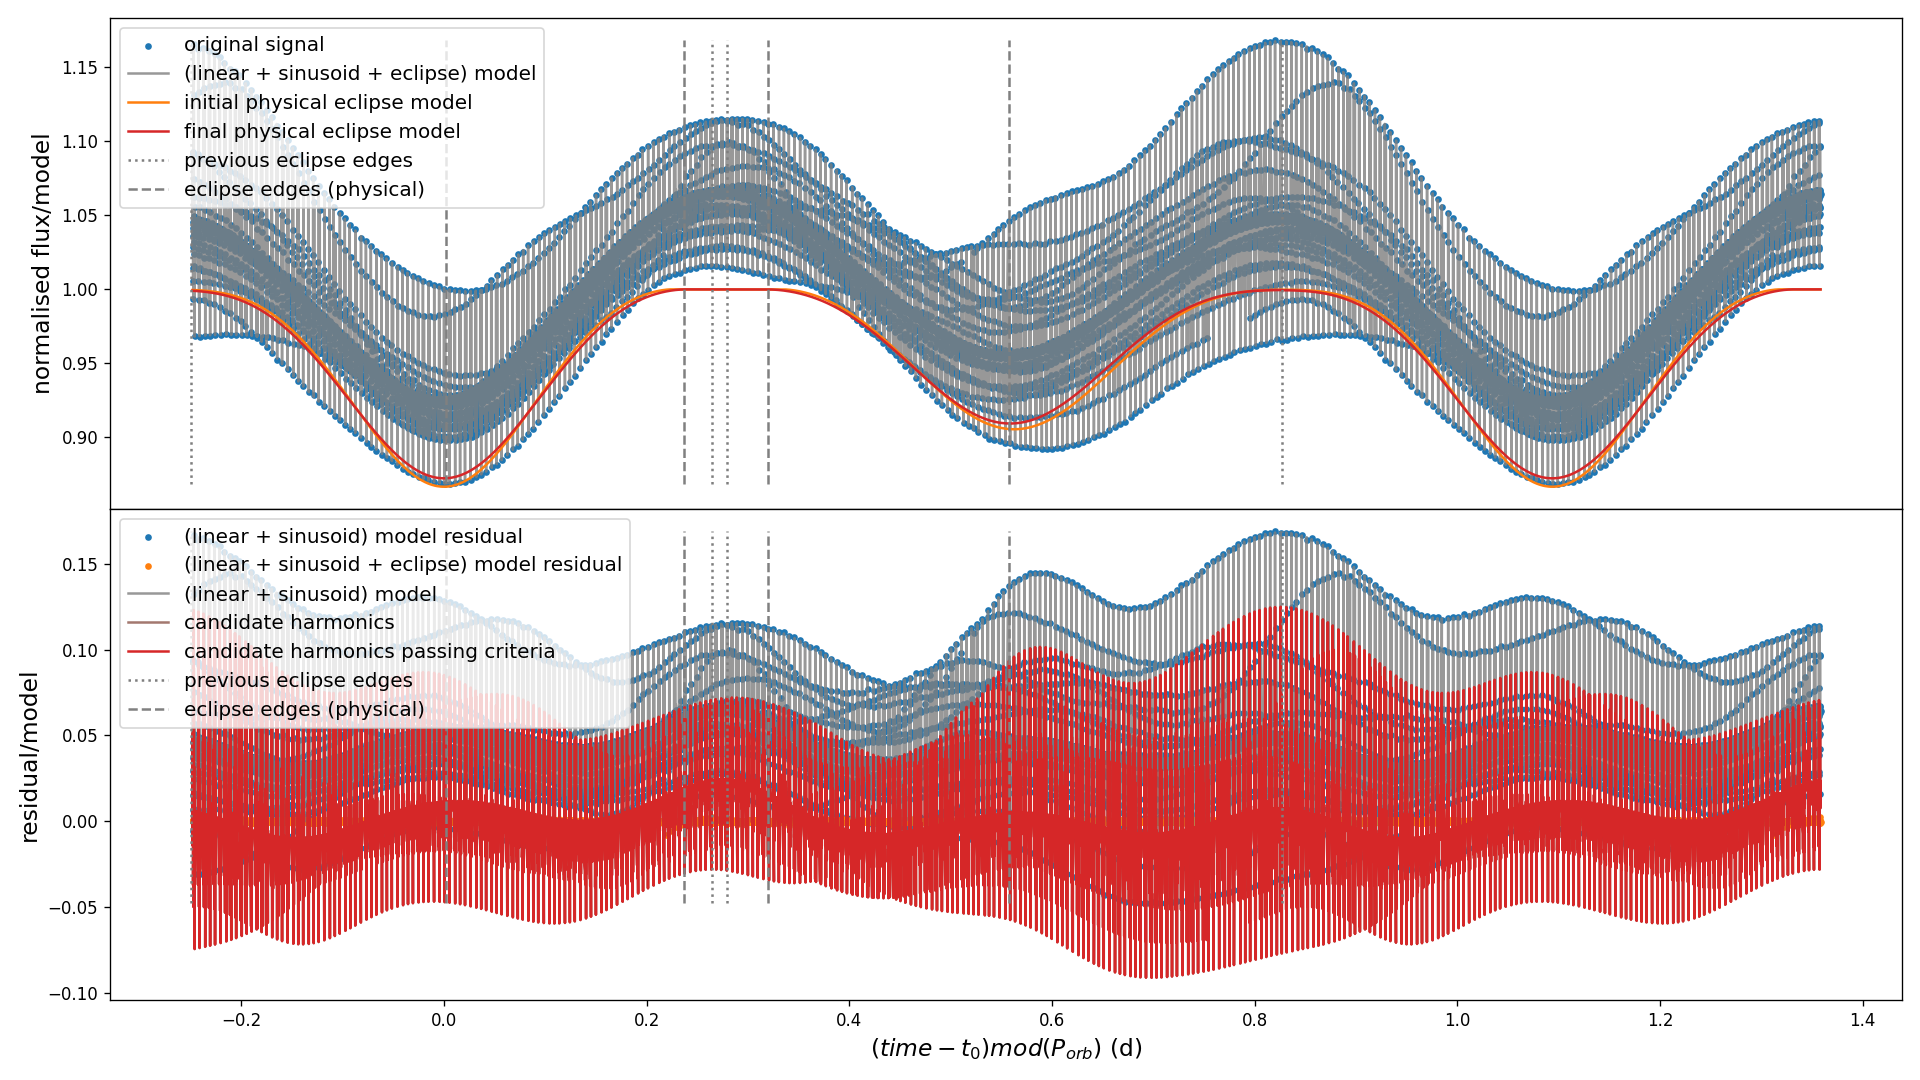 original signal
(linear + sinusoid + eclipse) model
initial physical eclipse model
final physical eclipse model
previous eclipse edges
eclipse edges (physical)
normalised flux/model
1.15
1.10
1.05
1.00
0.95
0.90
(linear + sinusoid) model residual
(linear + sinusoid + eclipse) model residual
(linear + sinusoid) model
candidate harmonics
candidate harmonics passing criteria
previous eclipse edges
eclipse edges (physical)
residual/model
0.15
0.10
0.05
0.00
−0.05
−0.10
−0.2 0.0 0.2 0.4 0.6 0.8 1.0 1.2 1.4
(time − t₀)mod(Pₒᵣb) (d)